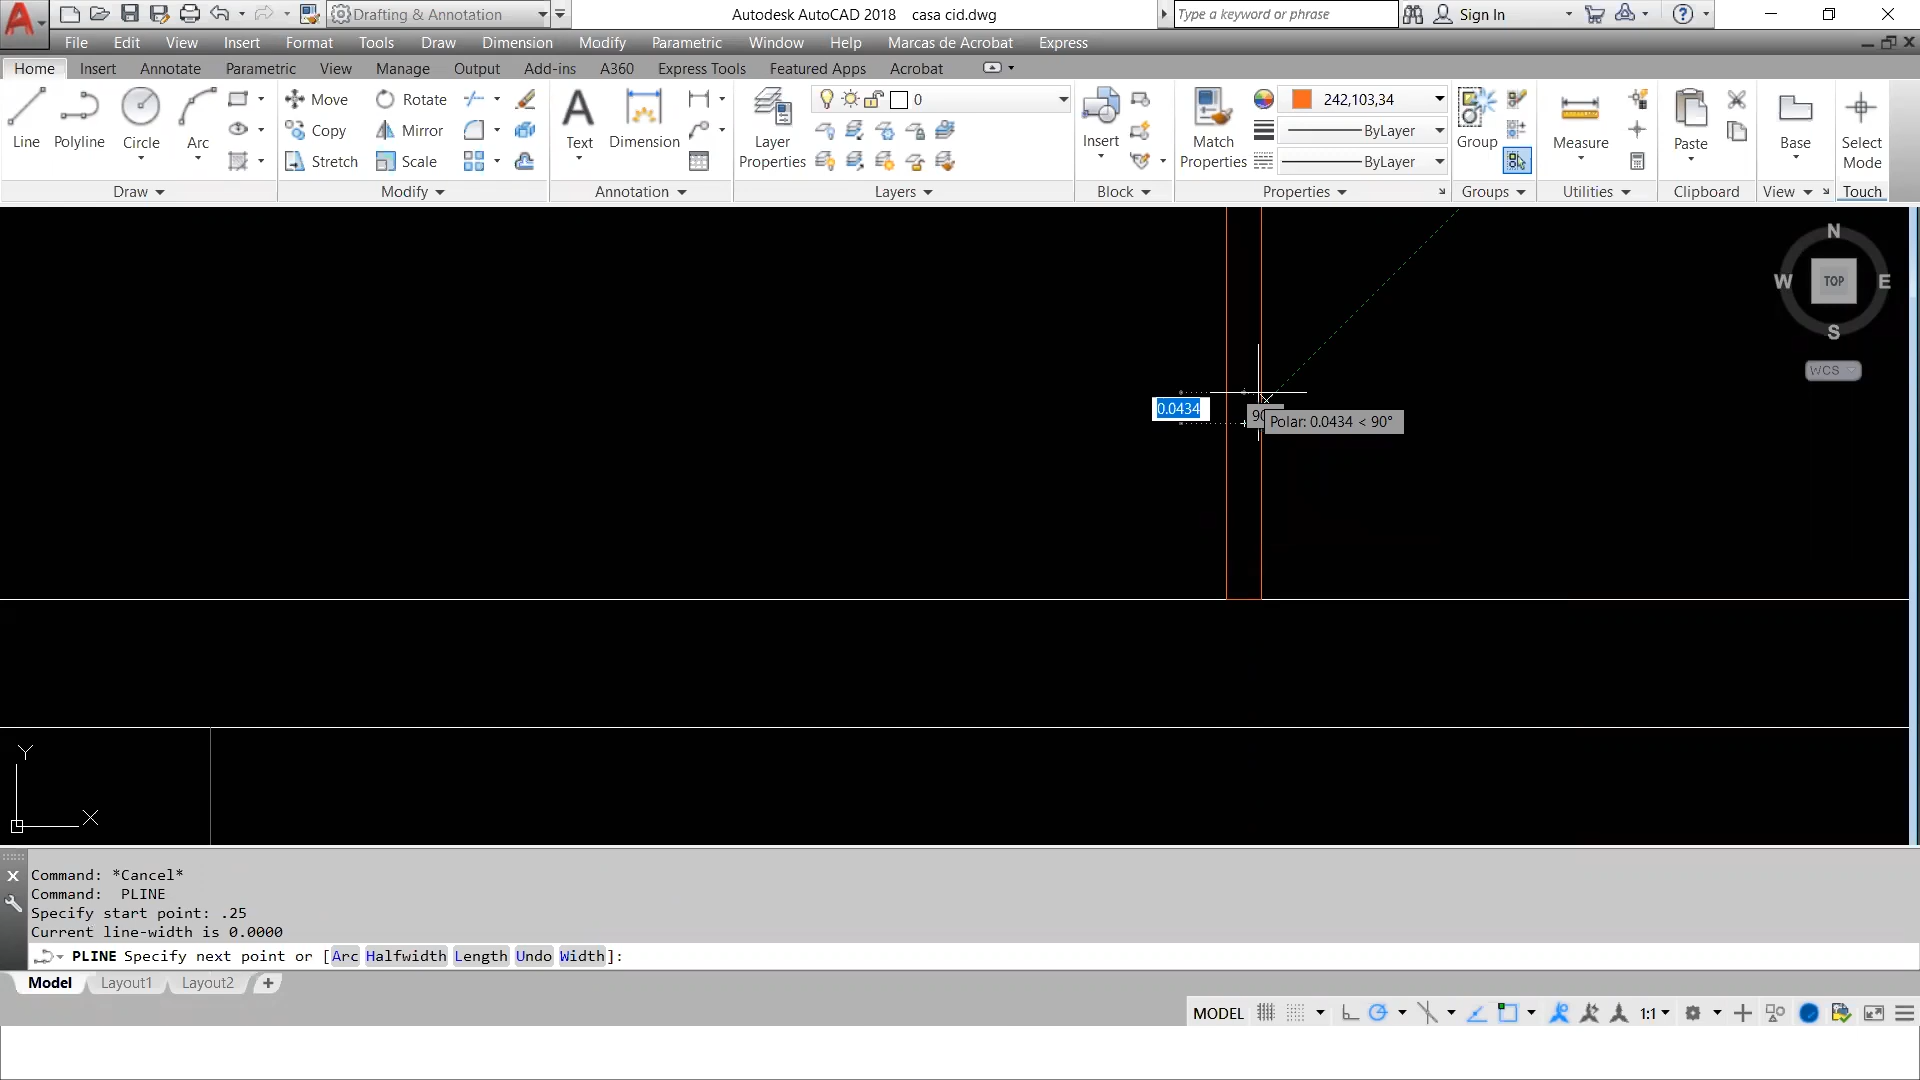 Drafting & Annotation
Autodesk AutoCAD 2018 casa cid.dwg
Type a keyword or phrase
Sign In
File Edit View Insert Format Tools Draw Dimension Modify Parametric Window Help Marcas de Acrobat Express
Home Insert Annotate Parametric View Manage Output Add-ins A360 Express Tools Featured Apps Acrobat
Line Polyline Circle Arc
Move Rotate
Copy Mirror
Stretch Scale
Text Dimension
Layer Properties
0
Insert
Match Properties
242,103,34
ByLayer
ByLayer
Group
Measure
Paste
Base
Select Mode
Draw Modify Annotation Layers Block Properties Groups Utilities Clipboard View Touch
N
W TOP E
S
WCS
0.0434
90
Polar: 0.0434 < 90°
Y
X
Command: *Cancel*
Command: PLINE
Specify start point: .25
Current line-width is 0.0000
PLINE Specify next point or [Arc Halfwidth Length Undo Width]:
Model Layout1 Layout2 +
MODEL 1:1